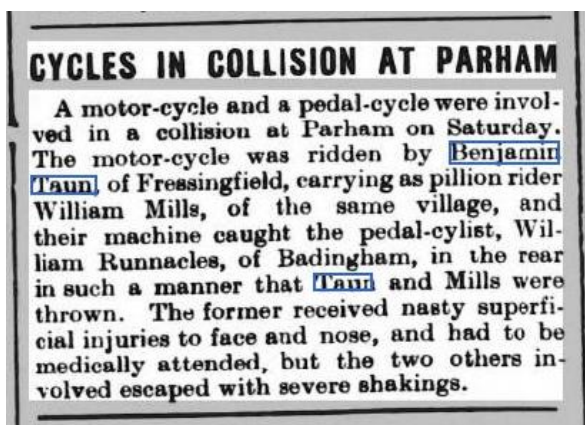 CYCLES IN COLLISION AT PARHAM
A motor-cycle and a pedal-cycle were invol-
ved in a collision at Parham on Saturday.
The motor-cycle was ridden by Benjamin
Taun, of Fressingfield, carrying as pillion rider
William Mills, of the same village, and
their machine caught the pedal-cylist, Wil-
liam Runnacles, of Badingham, in the rear
in such a manner that Taun and Mills were
thrown. The former received nasty superfi-
cial injuries to face and nose, and had to be
medically attended, but the two others in-
volved escaped with severe shakings.